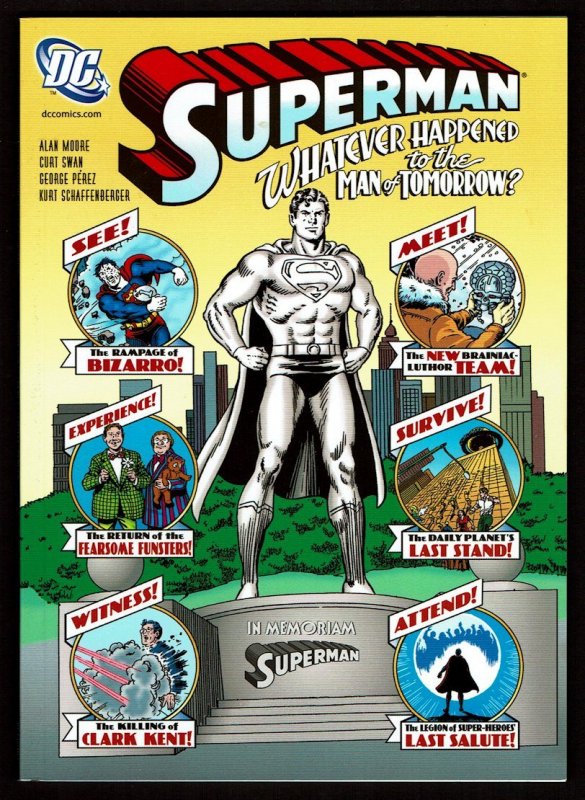 DC
TM
dccomics.com
ALAN MOORE
CURT SWAN
GEORGE PÉREZ
KURT SCHAFFENBERGER
SUPERMAN®
WHATEVER HAPPENED
to the
MAN of TOMORROW?
SEE!
The RAMPAGE of
BIZARRO!
MEET!
The NEW BRAINIAC-
LUTHOR TEAM!
EXPERIENCE!
The RETURN of the
FEARSOME FUNSTERS!
SURVIVE!
The DAILY PLANET'S
LAST STAND!
WITNESS!
The KILLING of
CLARK KENT!
ATTEND!
The LEGION of SUPER-HEROES'
LAST SALUTE!
IN MEMORIAM
SUPERMAN